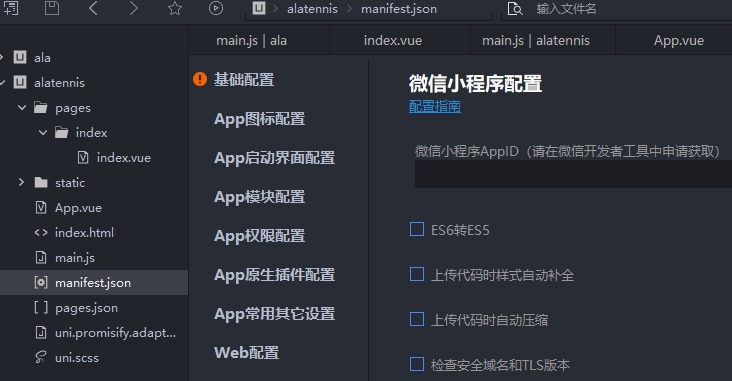 alatennis
manifest.json
输入文件名
main.js | ala
index.vue
main.js | alatennis
App.vue
ala
alatennis
pages
index
index.vue
static
App.vue
index.html
main.js
manifest.json
pages.json
uni.promisify.adapt...
uni.scss
基础配置
App图标配置
App启动界面配置
App模块配置
App权限配置
App原生插件配置
App常用其它设置
Web配置
微信小程序配置
配置指南
微信小程序AppID（请在微信开发者工具中申请获取）
ES6转ES5
上传代码时样式自动补全
上传代码时自动压缩
检查安全域名和TLS版本